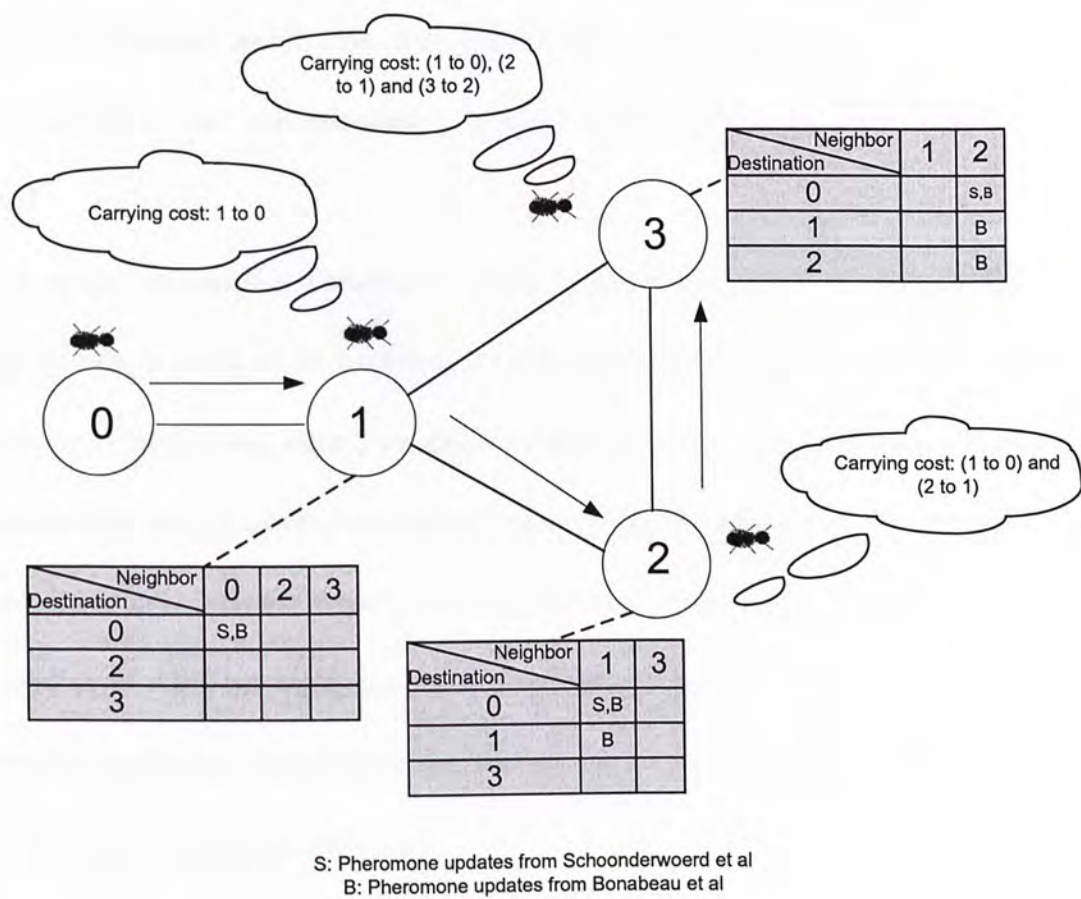 Carrying cost: (1 to 0), (2
to 1) and (3 to 2)
Carrying cost: 1 to 0
Neighbor 1 2
Destination
0 S,B
1 B
2 B
3
0
1
2
Carrying cost: (1 to 0) and
(2 to 1)
Neighbor 0 2 3
Destination
0 S,B
2
3
Neighbor 1 3
Destination
0 S,B
1 B
3
S: Pheromone updates from Schoonderwoerd et al
B: Pheromone updates from Bonabeau et al